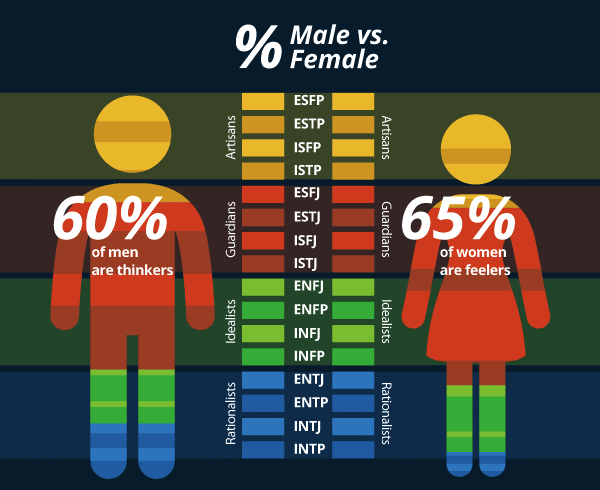 % Male vs.
Female
ESFP
ESTP
ISFP
ISTP
ESFJ
ESTJ
ISFJ
ISTJ
ENFJ
ENFP
INFJ
INFP
ENTJ
ENTP
INTJ
INTP
Artisans
Guardians
Idealists
Rationalists
Artisans
Guardians
Idealists
Rationalists
60%
of men
are thinkers
65%
of women
are feelers